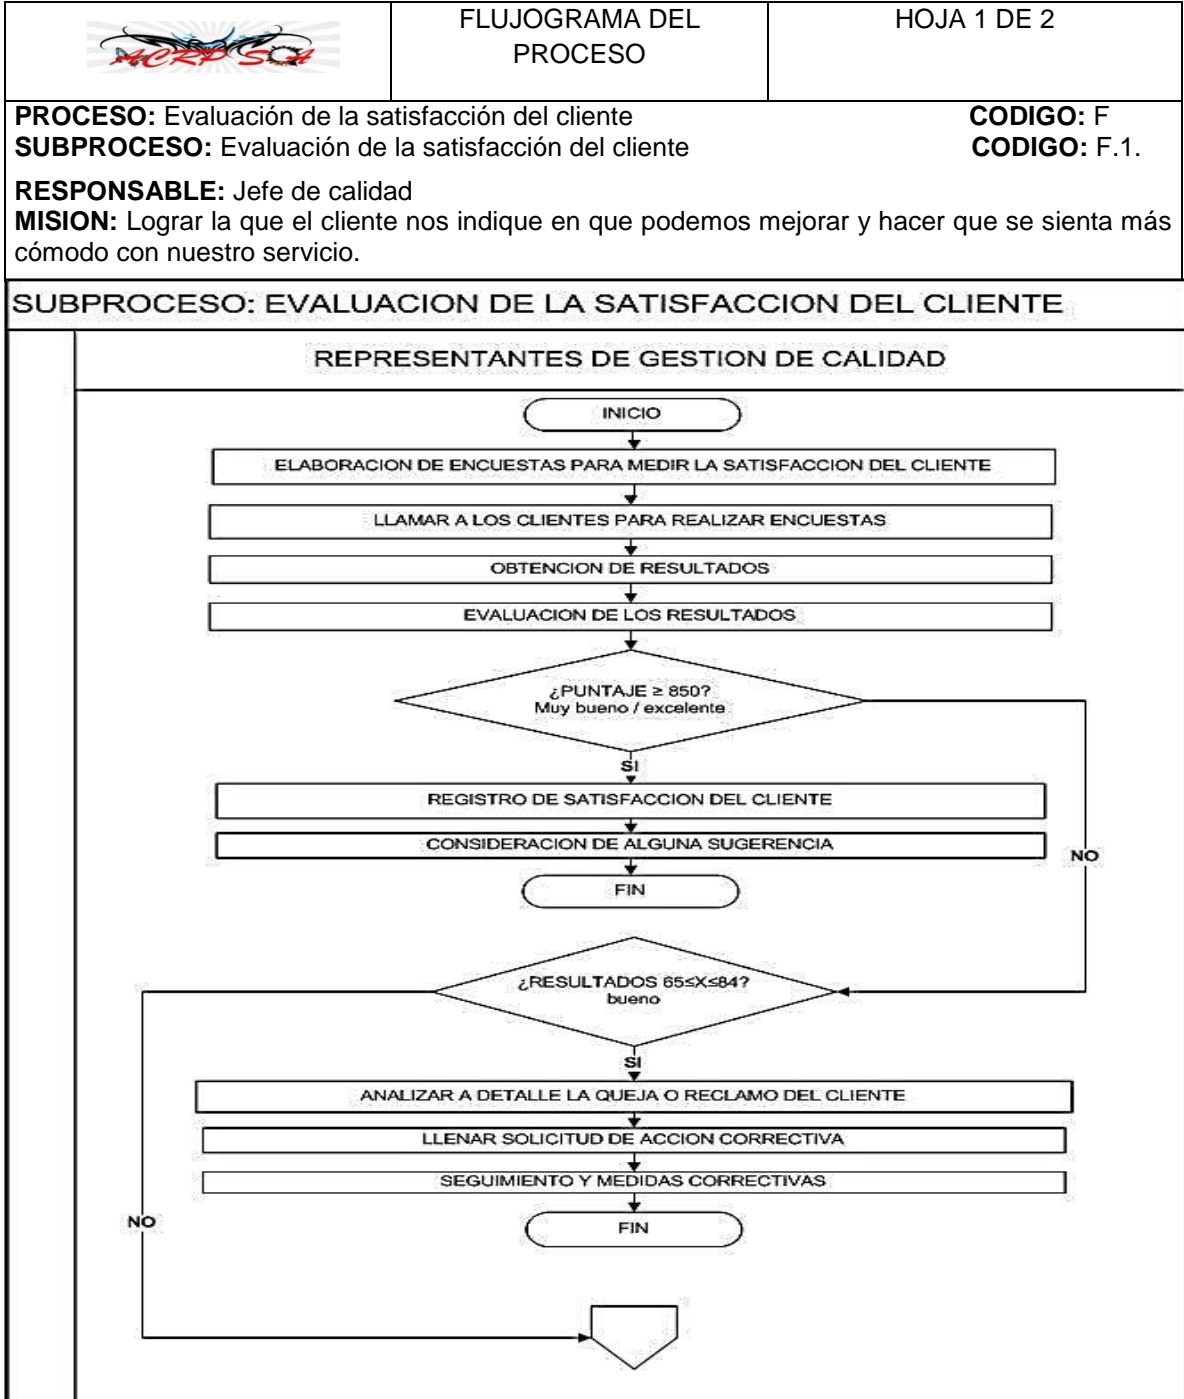 ACRPSCA
FLUJOGRAMA DEL
PROCESO
HOJA 1 DE 2
PROCESO: Evaluación de la satisfacción del cliente CODIGO: F
SUBPROCESO: Evaluación de la satisfacción del cliente CODIGO: F.1.
RESPONSABLE: Jefe de calidad
MISION: Lograr la que el cliente nos indique en que podemos mejorar y hacer que se sienta más
cómodo con nuestro servicio.
SUBPROCESO: EVALUACION DE LA SATISFACCION DEL CLIENTE
REPRESENTANTES DE GESTION DE CALIDAD
INICIO
ELABORACION DE ENCUESTAS PARA MEDIR LA SATISFACCION DEL CLIENTE
LLAMAR A LOS CLIENTES PARA REALIZAR ENCUESTAS
OBTENCION DE RESULTADOS
EVALUACION DE LOS RESULTADOS
¿PUNTAJE ≥ 850?
Muy bueno / excelente
SI
REGISTRO DE SATISFACCION DEL CLIENTE
CONSIDERACION DE ALGUNA SUGERENCIA
NO
FIN
¿RESULTADOS 65≤X≤84?
bueno
SI
ANALIZAR A DETALLE LA QUEJA O RECLAMO DEL CLIENTE
LLENAR SOLICITUD DE ACCION CORRECTIVA
SEGUIMIENTO Y MEDIDAS CORRECTIVAS
NO
FIN